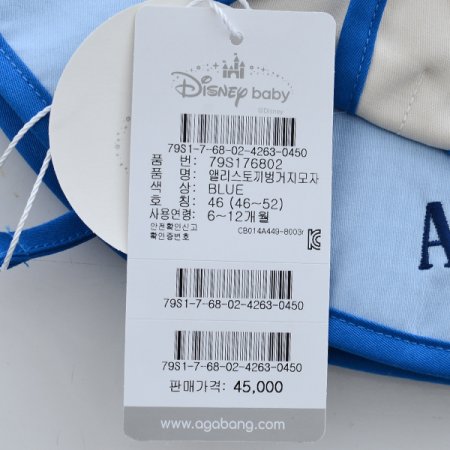 Disney baby
©Disney
79S1-7-68-02-4263-0450
품 번: 79S176802
품 명: 앨리스토끼벙거지모자
색 상: BLUE
호 칭: 46 (46~52)
사용연령: 6~12개월
안전확인신고
확인증번호 CB014A449-8003
79S1-7-68-02-4263-0450
79S1-7-68-02-4263-0450
판매가격: 45,000
www.agabang.com
A